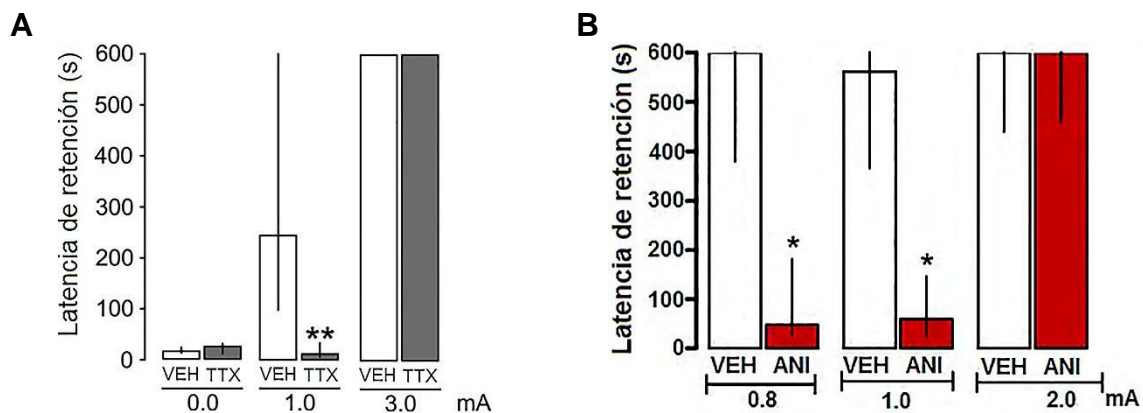 A
Latencia de retención (s)
600
500
400
300
200
100
0
**
VEH TTX VEH TTX VEH TTX
0.0 1.0 3.0 mA
B
Latencia de retención (s)
600
500
400
300
200
100
0
* *
VEH ANI VEH ANI VEH ANI
0.8 1.0 2.0 mA